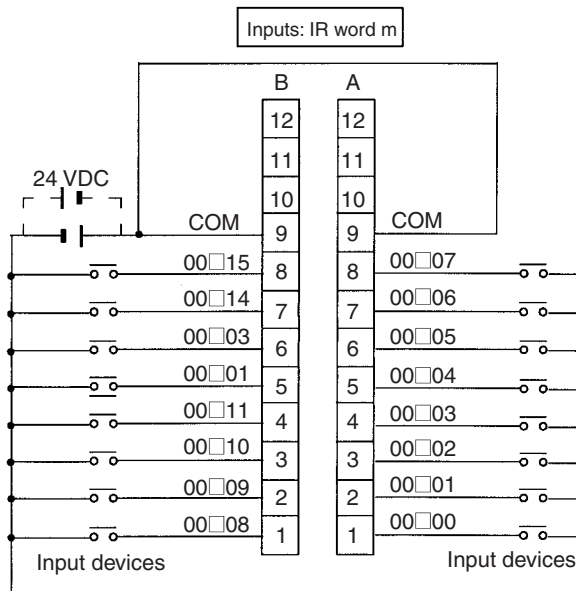 Inputs: IR word m
B A
12 12
11 11
24 VDC
10 10
COM 9 9 COM
00□15 8 8 00□07
00□14 7 7 00□06
00□03 6 6 00□05
00□01 5 5 00□04
00□11 4 4 00□03
00□10 3 3 00□02
00□09 2 2 00□01
00□08 1 1 00□00
Input devices Input devices